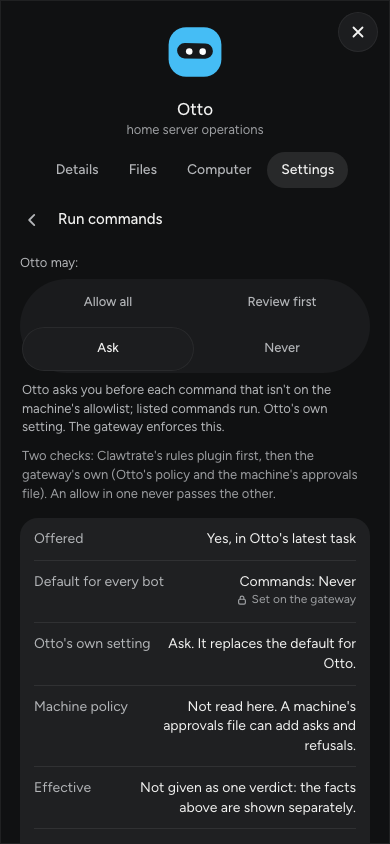 Otto
home server operations
Details Files Computer Settings
Run commands
Otto may:
Allow all Review first
Ask Never
Otto asks you before each command that isn't on the
machine's allowlist; listed commands run. Otto's own
setting. The gateway enforces this.
Two checks: Clawtrate's rules plugin first, then the
gateway's own (Otto's policy and the machine's approvals
file). An allow in one never passes the other.
Offered Yes, in Otto's latest task
Default for every bot Commands: Never
Set on the gateway
Otto's own setting Ask. It replaces the default for
Otto.
Machine policy Not read here. A machine's
approvals file can add asks and
refusals.
Effective Not given as one verdict: the facts
above are shown separately.